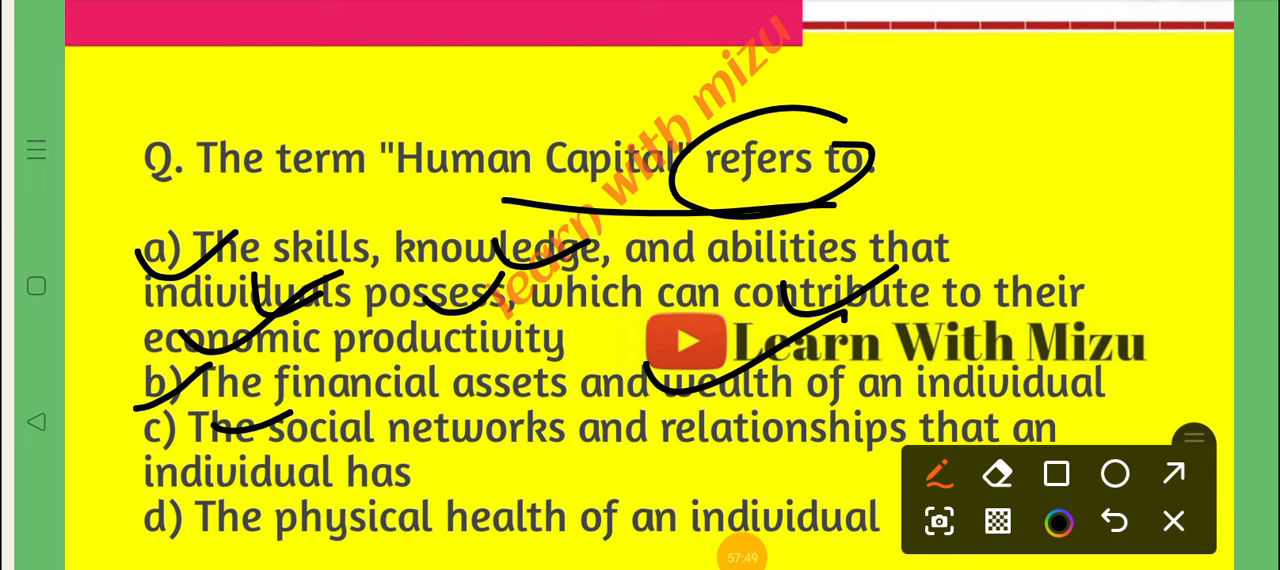 learn with mizu
Q. The term "Human Capital" refers to:
a) The skills, knowledge, and abilities that
individuals possess, which can contribute to their
economic productivity
Learn With Mizu
b) The financial assets and wealth of an individual
c) The social networks and relationships that an
individual has
d) The physical health of an individual
57:49